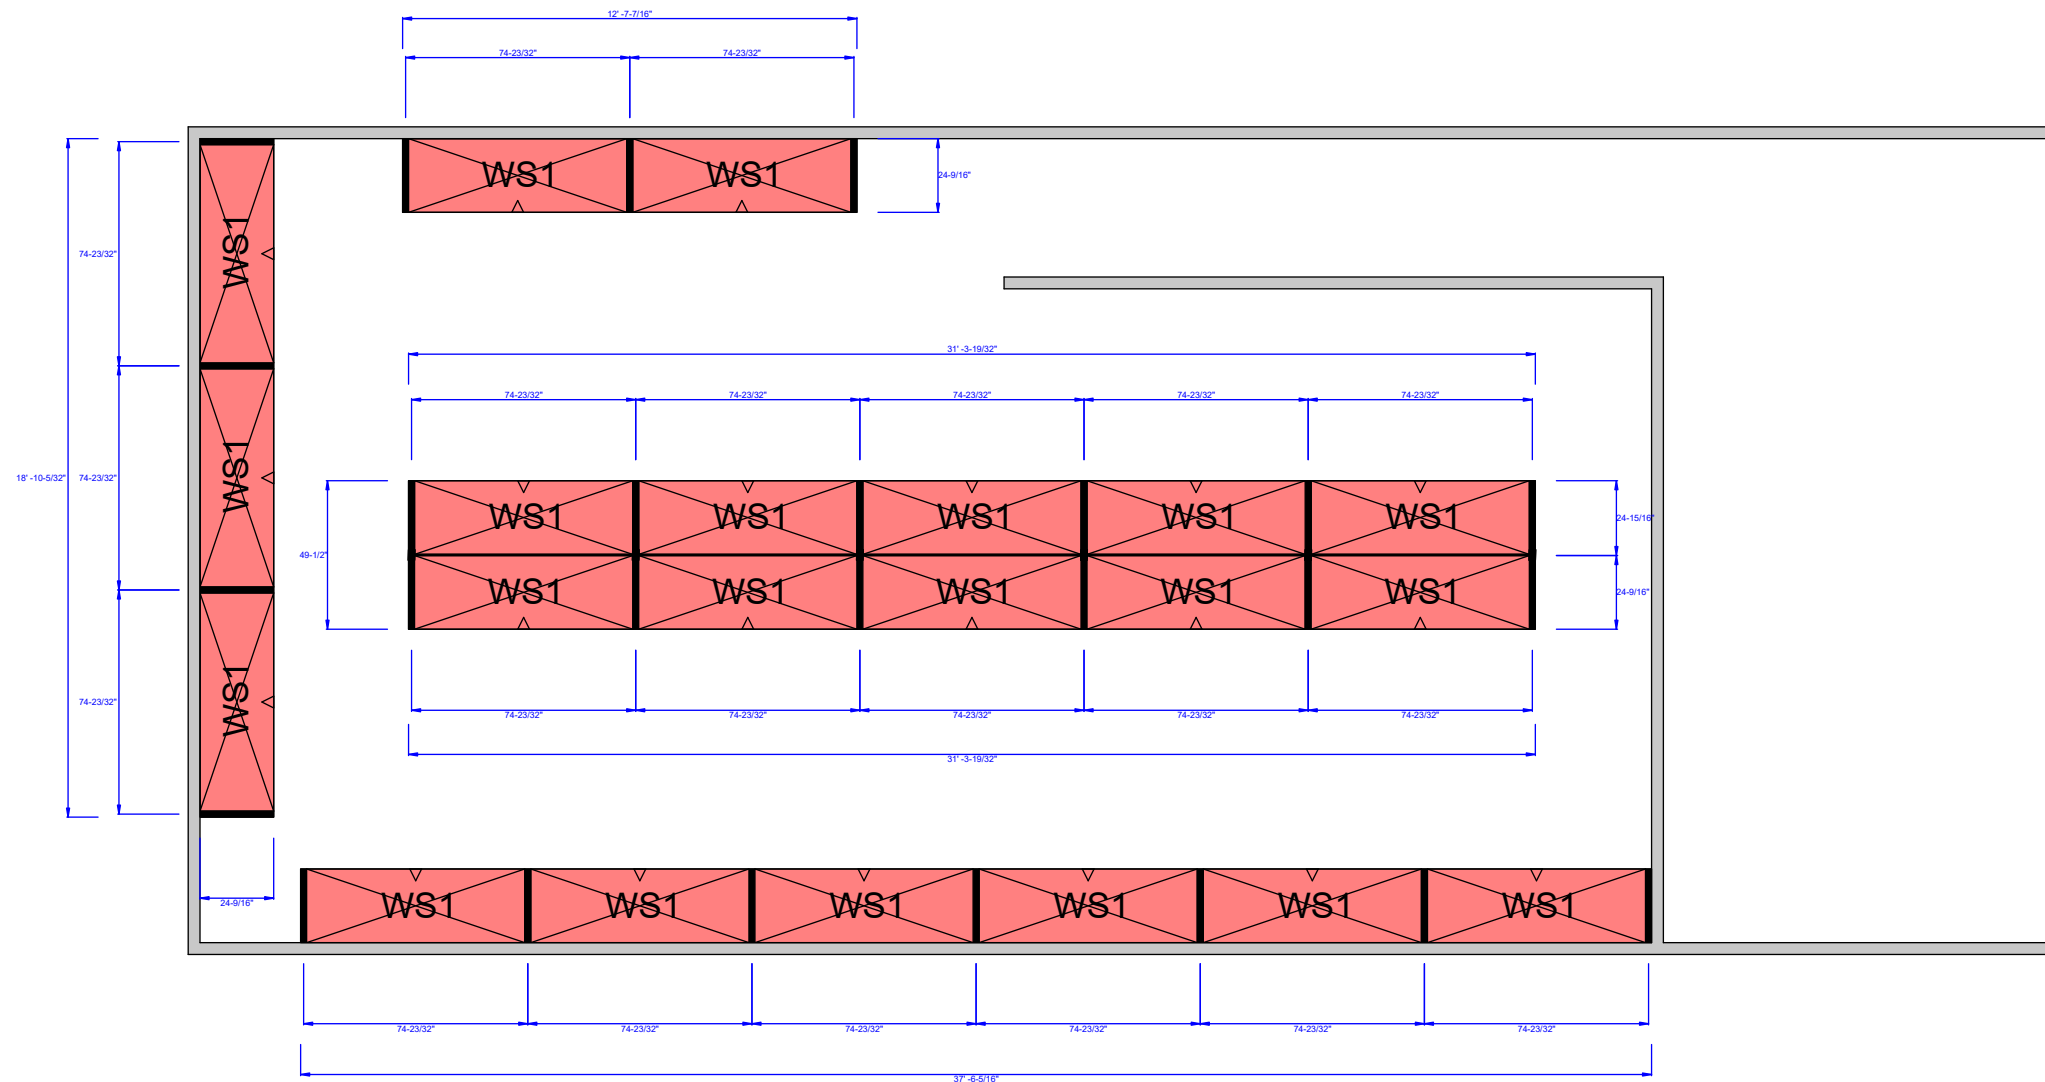 12' -7-7/16"
74-23/32" 74-23/32"
WS1 WS1
24-9/16"
WS1
74-23/32"
31' -3-19/32"
74-23/32" 74-23/32" 74-23/32" 74-23/32" 74-23/32"
18' -10-5/32" 74-23/32"
WS1
WS1 WS1 WS1 WS1 WS1
24-15/16"
49-1/2"
WS1 WS1 WS1 WS1 WS1
24-9/16"
74-23/32"
WS1
74-23/32" 74-23/32" 74-23/32" 74-23/32" 74-23/32"
31' -3-19/32"
24-9/16"
WS1 WS1 WS1 WS1 WS1 WS1
74-23/32" 74-23/32" 74-23/32" 74-23/32" 74-23/32" 74-23/32"
37' -6-5/16"